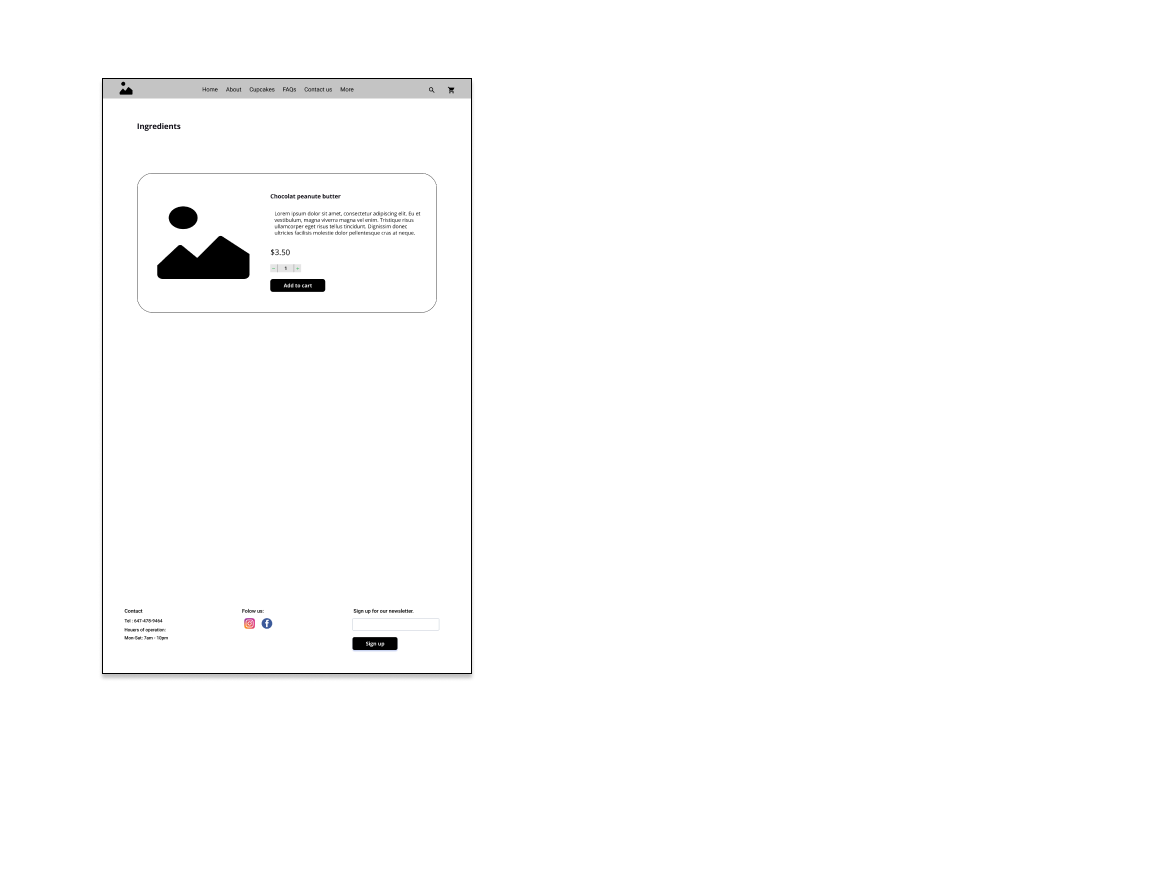 Home About Cupcakes FAQs Contact us More
Ingredients
Chocolat peanute butter
Lorem ipsum dolor sit amet, consectetur adipiscing elit. Eu et
vestibulum, magna viverra magna vel enim. Tristique risus
ullamcorper eget risus tellus tincidunt. Dignissim donec
ultricies facilisis molestie dolor pellentesque cras at neque.
$3.50
- 1 +
Add to cart
Contact
Tel : 647-478-9464
Houers of operation:
Mon-Sat: 7am - 10pm
Folow us:
Sign up for our newsletter.
Sign up